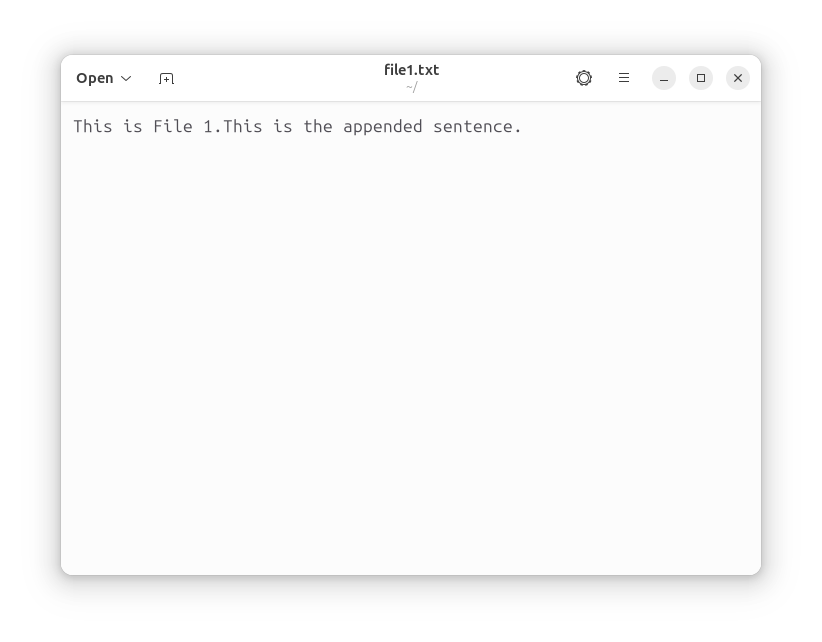 Open
file1.txt
~/
This is File 1.This is the appended sentence.